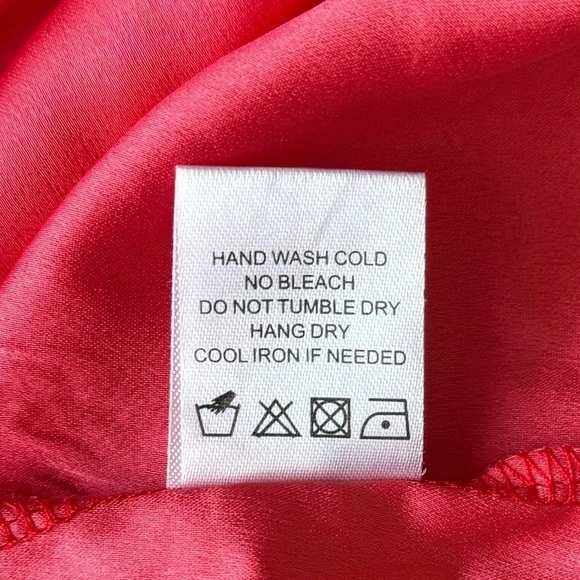 HAND WASH COLD
NO BLEACH
DO NOT TUMBLE DRY
HANG DRY
COOL IRON IF NEEDED